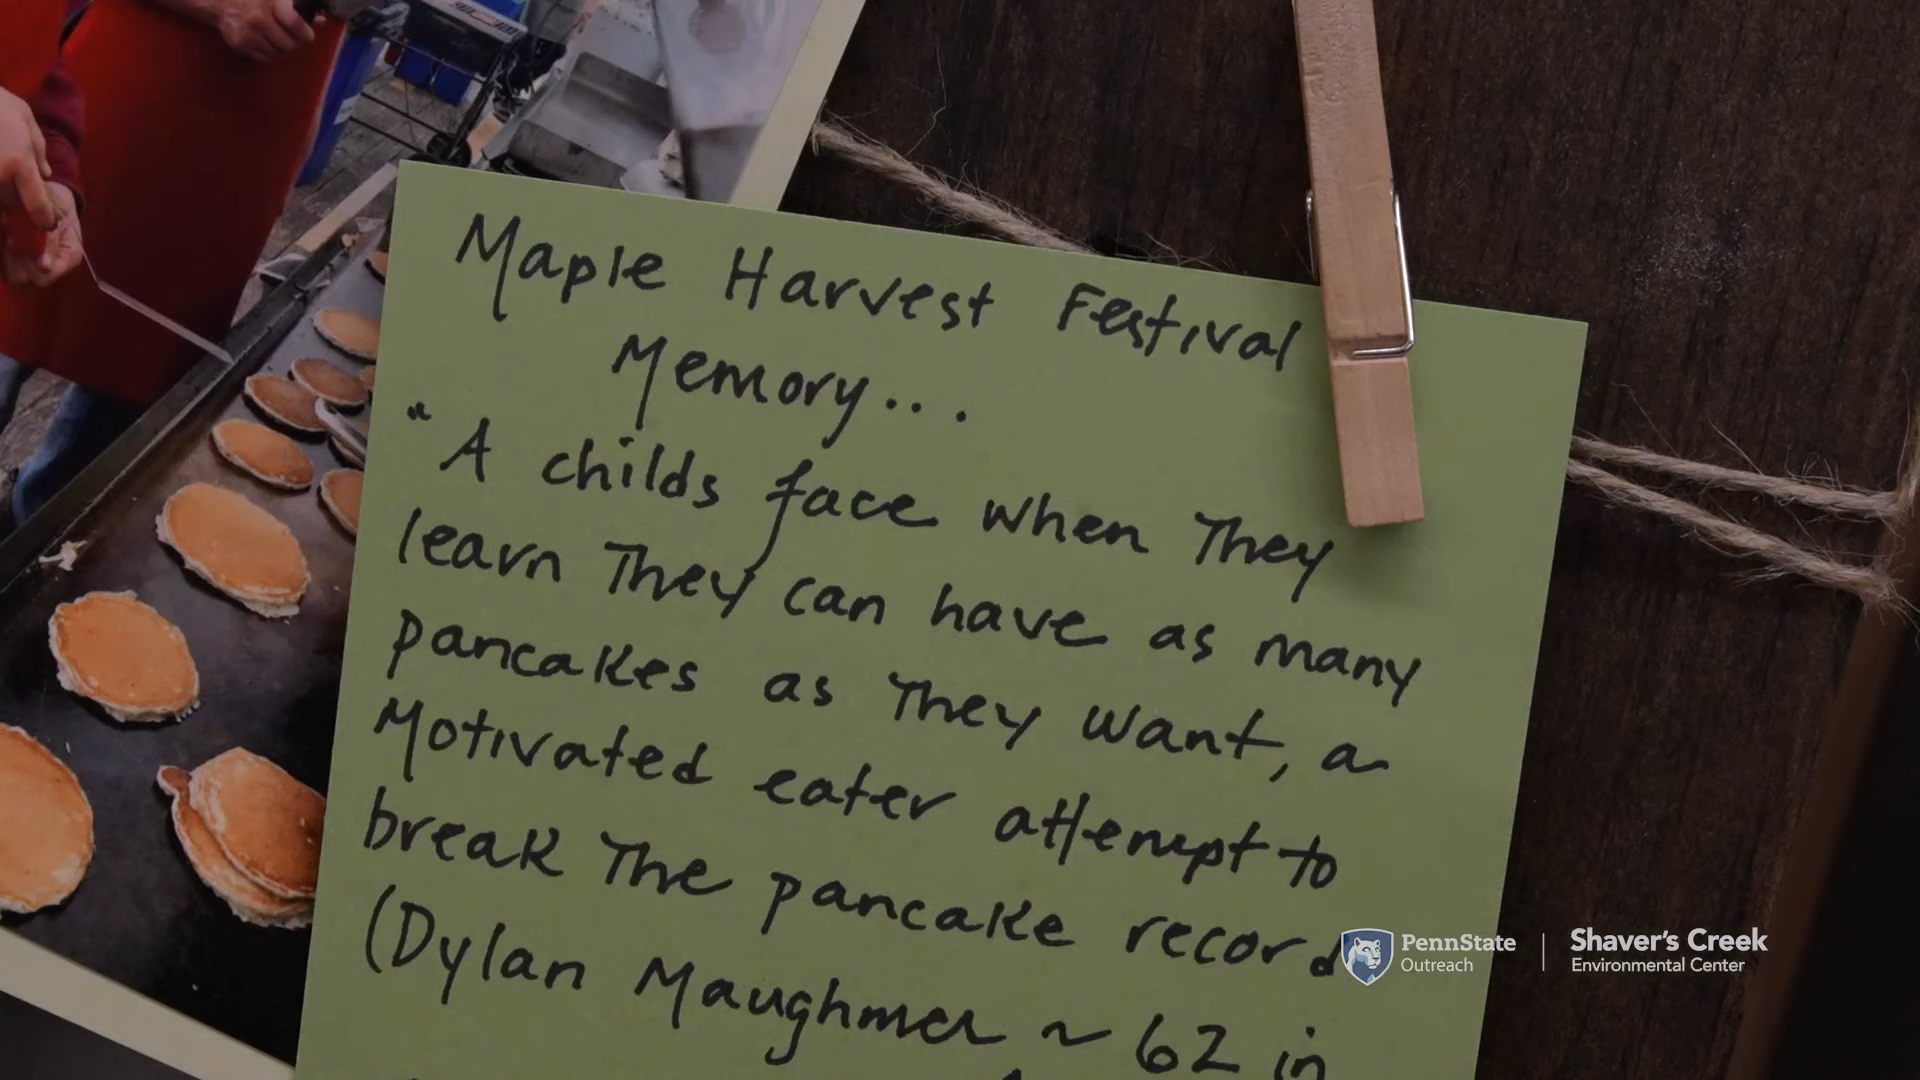 Maple Harvest Festival
Memory...
"A childs face when They
learn They can have as many
pancakes as They want, a
Motivated eater attempt to
break The pancake record
(Dylan Maughmer ~ 62 in
PennState
Outreach
Shaver's Creek
Environmental Center